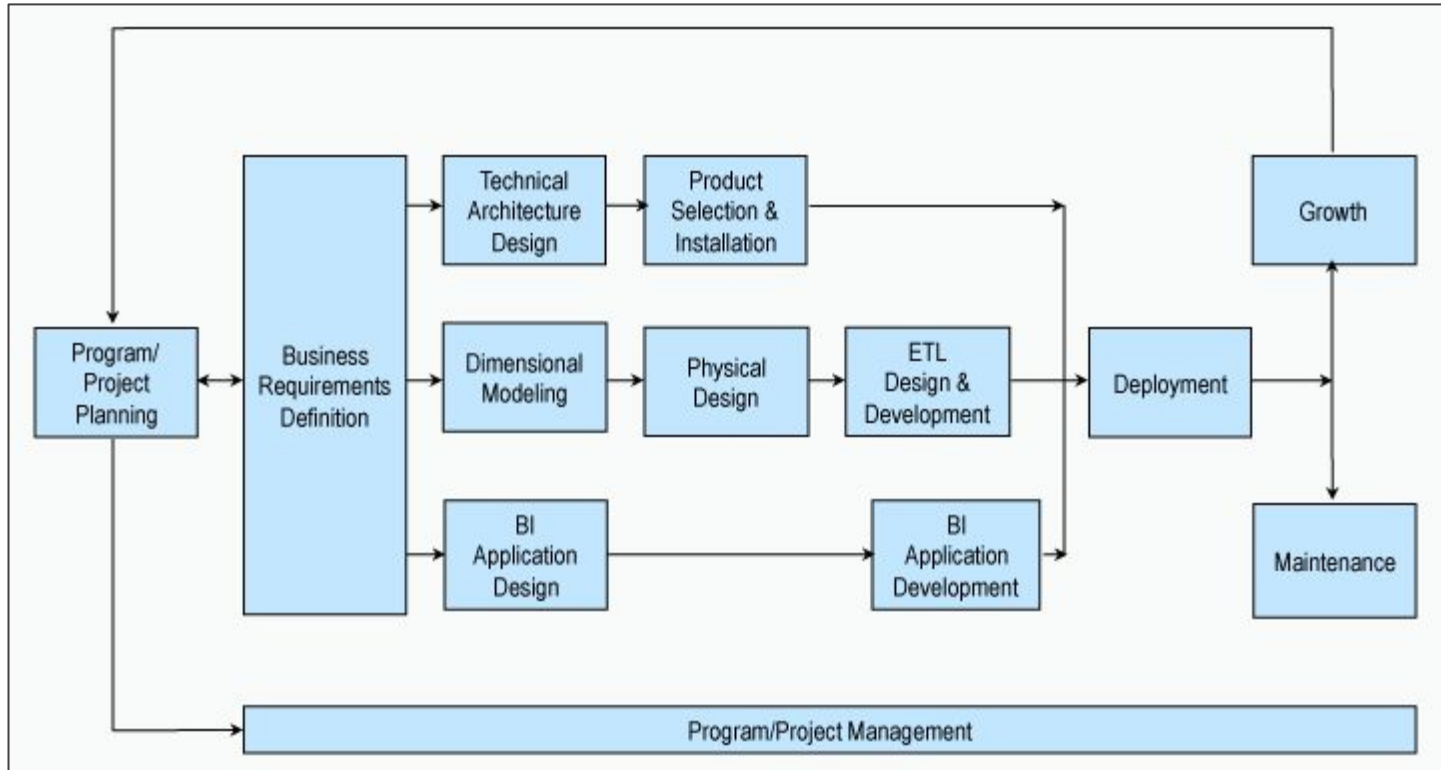 Program/
Project
Planning
Business
Requirements
Definition
Technical
Architecture
Design
Product
Selection &
Installation
Dimensional
Modeling
Physical
Design
ETL
Design &
Development
BI
Application
Design
BI
Application
Development
Deployment
Growth
Maintenance
Program/Project Management